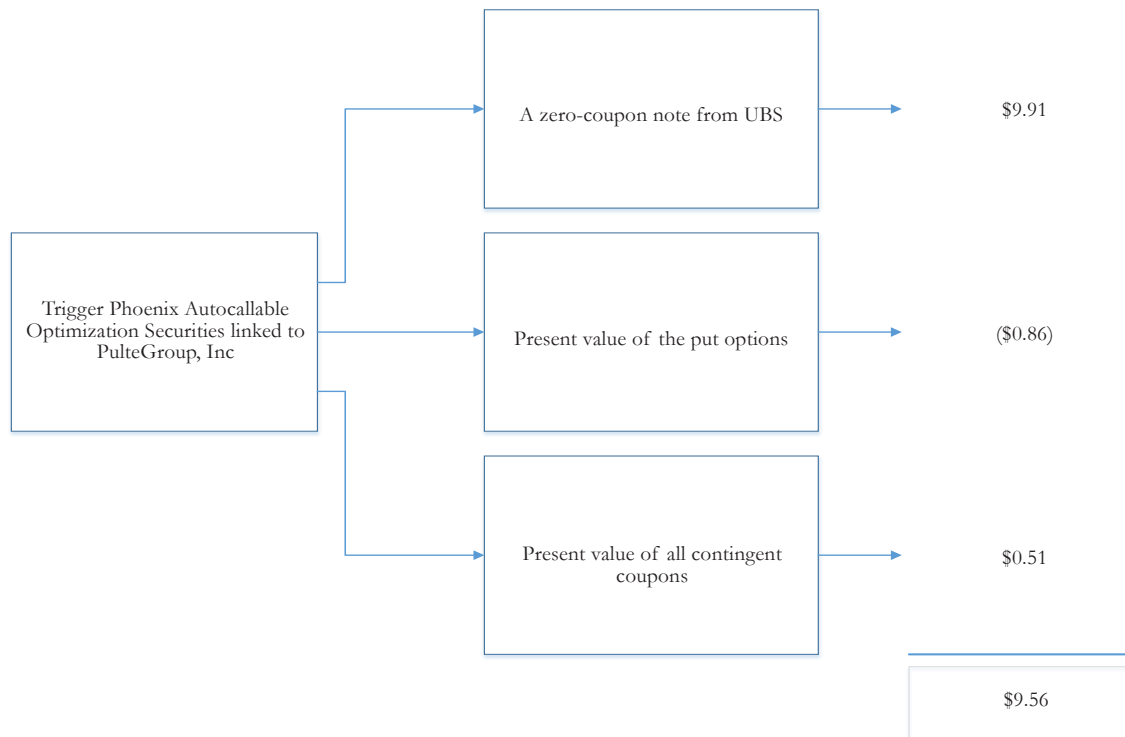 A zero-coupon note from UBS
$9.91
Trigger Phoenix Autocallable
Optimization Securities linked to
PulteGroup, Inc
Present value of the put options
($0.86)
Present value of all contingent
coupons
$0.51
$9.56